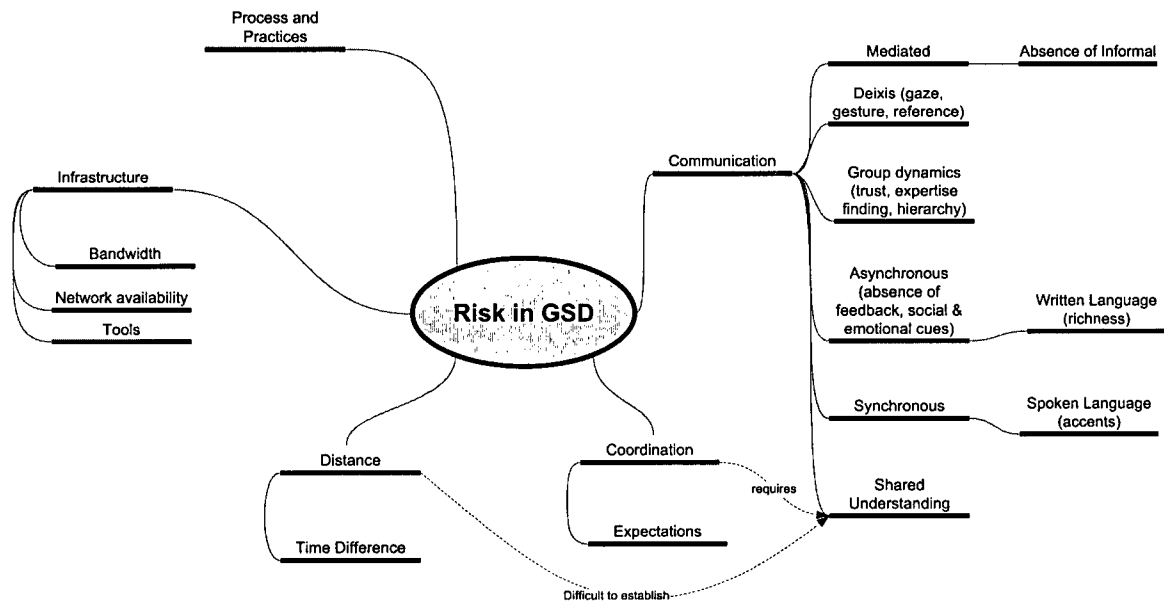 Process and
Practices
Infrastructure
Bandwidth
Network availability
Tools
Risk in GSD
Distance
Time Difference
Coordination
Expectations
requires
Difficult to establish
Communication
Mediated
Absence of Informal
Deixis (gaze,
gesture, reference)
Group dynamics
(trust, expertise
finding, hierarchy)
Asynchronous
(absence of
feedback, social &
emotional cues)
Written Language
(richness)
Synchronous
Spoken Language
(accents)
Shared
Understanding